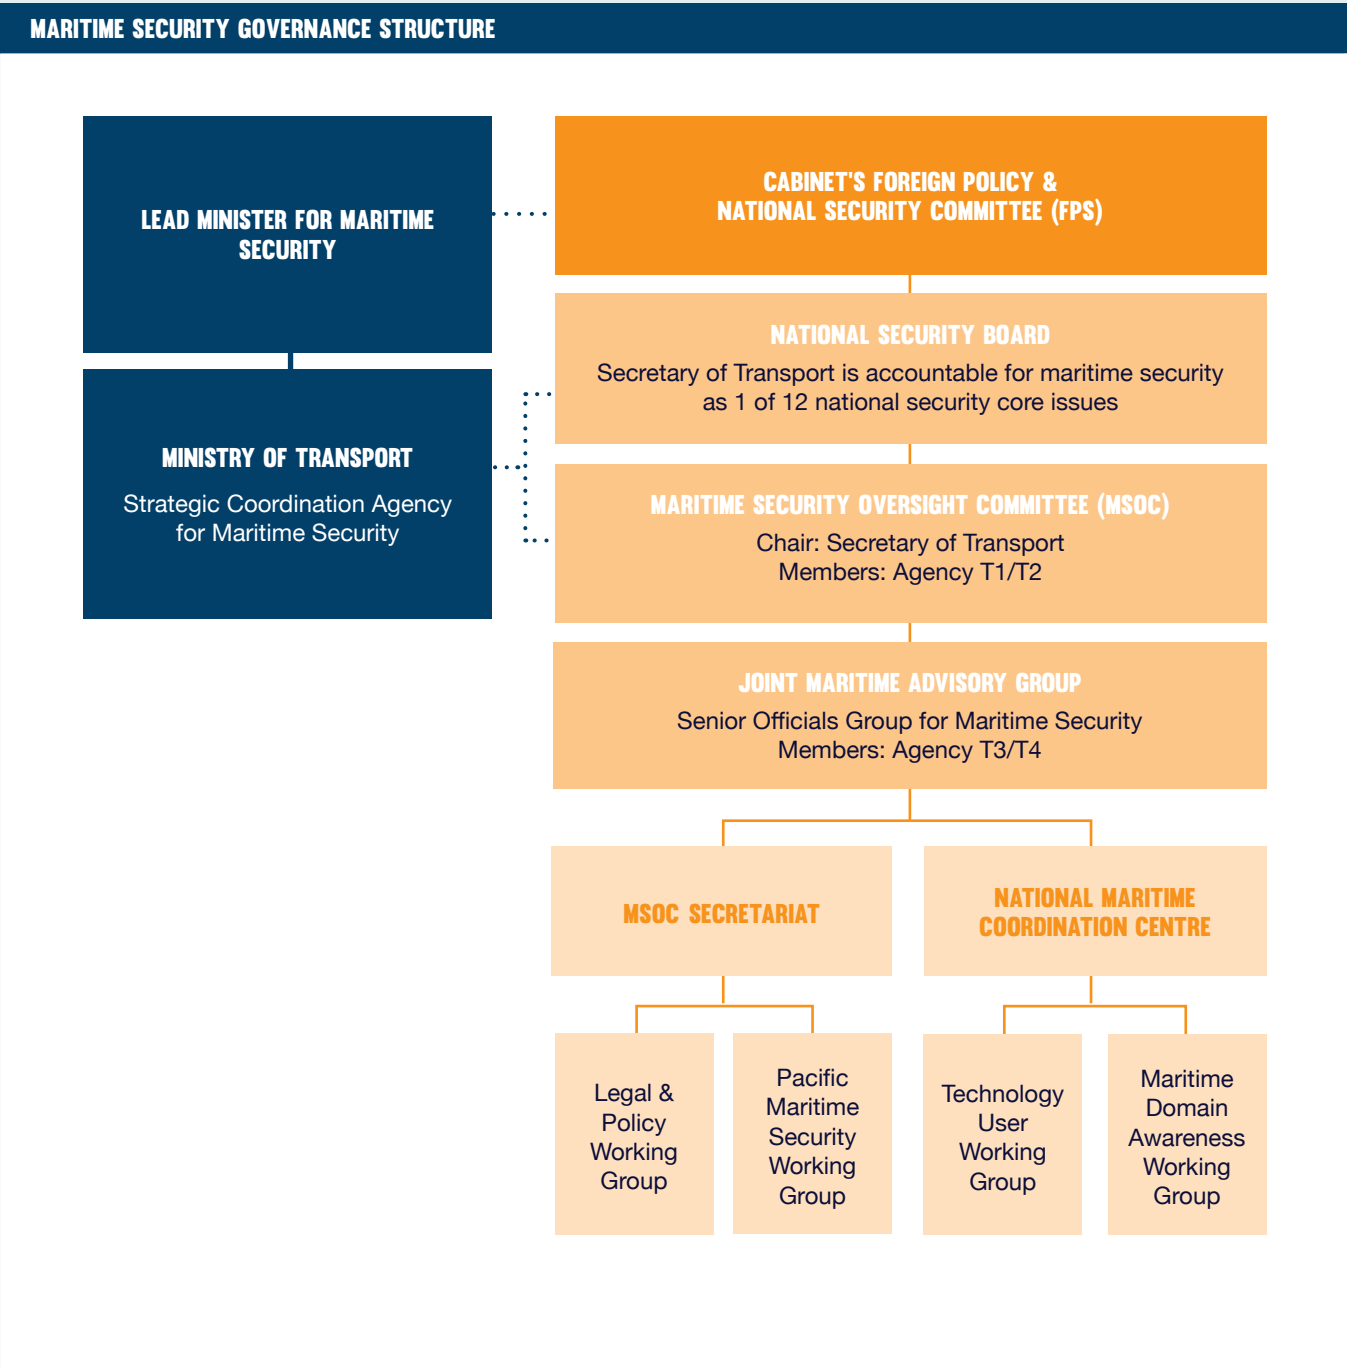 MARITIME SECURITY GOVERNANCE STRUCTURE
LEAD MINISTER FOR MARITIME
SECURITY
CABINET'S FOREIGN POLICY &
NATIONAL SECURITY COMMITTEE (FPS)
NATIONAL SECURITY BOARD
Secretary of Transport is accountable for maritime security
as 1 of 12 national security core issues
MINISTRY OF TRANSPORT
Strategic Coordination Agency
for Maritime Security
MARITIME SECURITY OVERSIGHT COMMITTEE (MSOC)
Chair: Secretary of Transport
Members: Agency T1/T2
JOINT MARITIME ADVISORY GROUP
Senior Officials Group for Maritime Security
Members: Agency T3/T4
MSOC SECRETARIAT
NATIONAL MARITIME
COORDINATION CENTRE
Legal &
Policy
Working
Group
Pacific
Maritime
Security
Working
Group
Technology
User
Working
Group
Maritime
Domain
Awareness
Working
Group